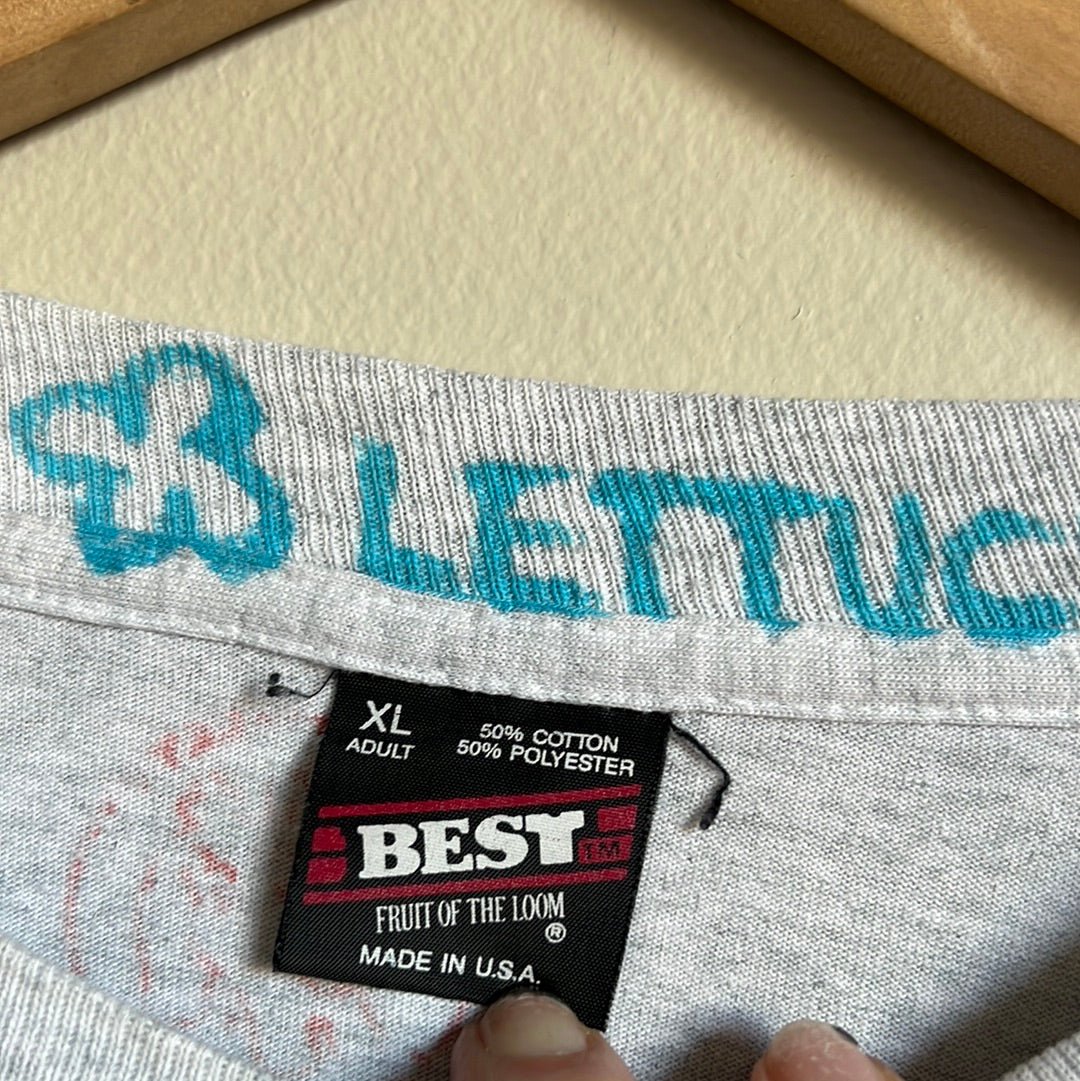 LETTUC
XL
ADULT
50% COTTON
50% POLYESTER
BEST TM
FRUIT OF THE LOOM
®
MADE IN U.S.A.